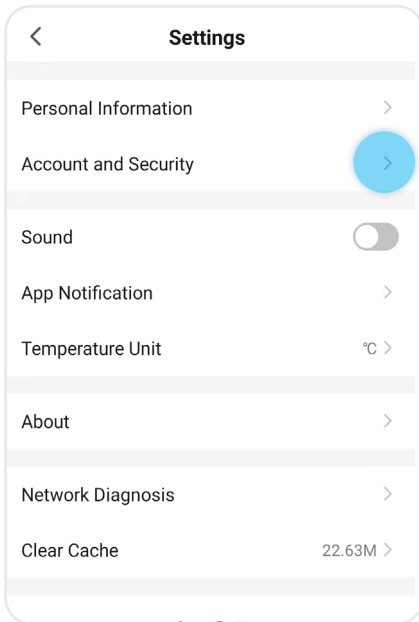 Settings
Personal Information
Account and Security
Sound
App Notification
Temperature Unit ℃
About
Network Diagnosis
Clear Cache 22.63M